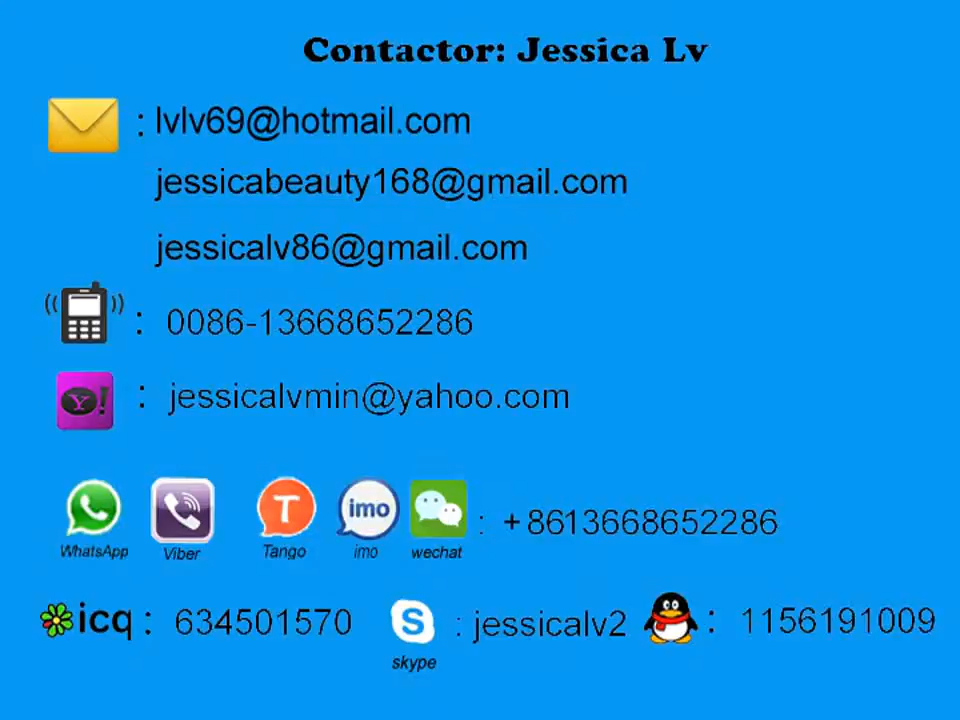 Contactor: Jessica Lv
: lvlv69@hotmail.com
jessicabeauty168@gmail.com
jessicalv86@gmail.com
: 0086-13668652286
Y!
: jessicalvmin@yahoo.com
T imo
: +8613668652286
WhatsApp Viber Tango imo wechat
icq : 634501570 S : jessicalv2 : 1156191009
skype